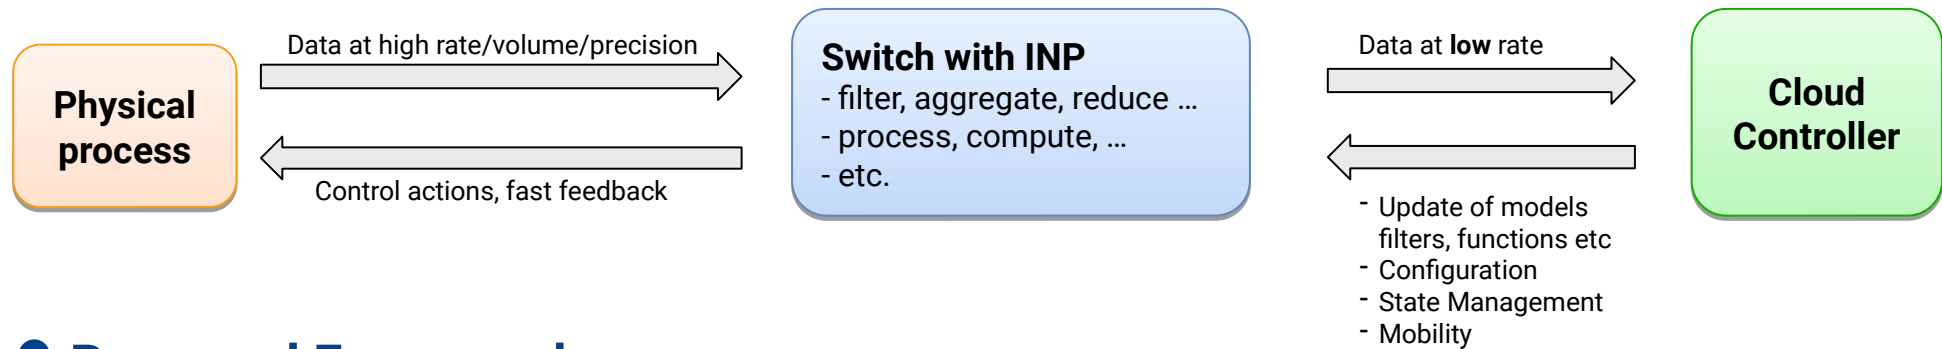 Physical
process
Data at high rate/volume/precision
Control actions, fast feedback
Switch with INP
- filter, aggregate, reduce ...
- process, compute, ...
- etc.
Data at low rate
- Update of models
filters, functions etc
- Configuration
- State Management
- Mobility
Cloud
Controller